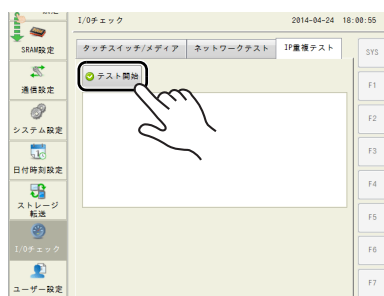 I/Oチェック 2014-04-24 18:00:55
SRAM設定
通信設定
システム設定
日付時刻設定
ストレージ
転送
I/Oチェック
ユーザー設定
タッチスイッチ/メディア ネットワークテスト IP重複テスト
テスト開始
SYS
F1
F2
F3
F4
F5
F6
F7